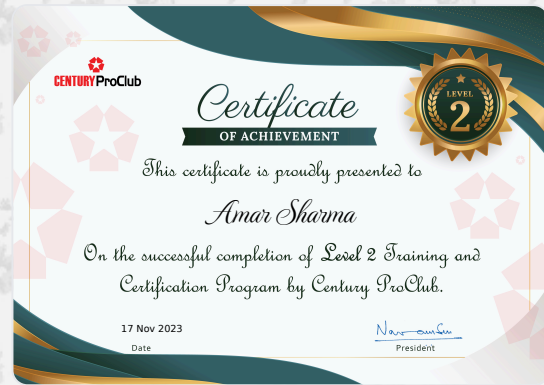 CENTURY ProClub
Certificate
OF ACHIEVEMENT
LEVEL
2
This certificate is proudly presented to
Amar Sharma
On the successful completion of Level 2 Training and
Certification Program by Century ProClub.
17 Nov 2023
Date
President